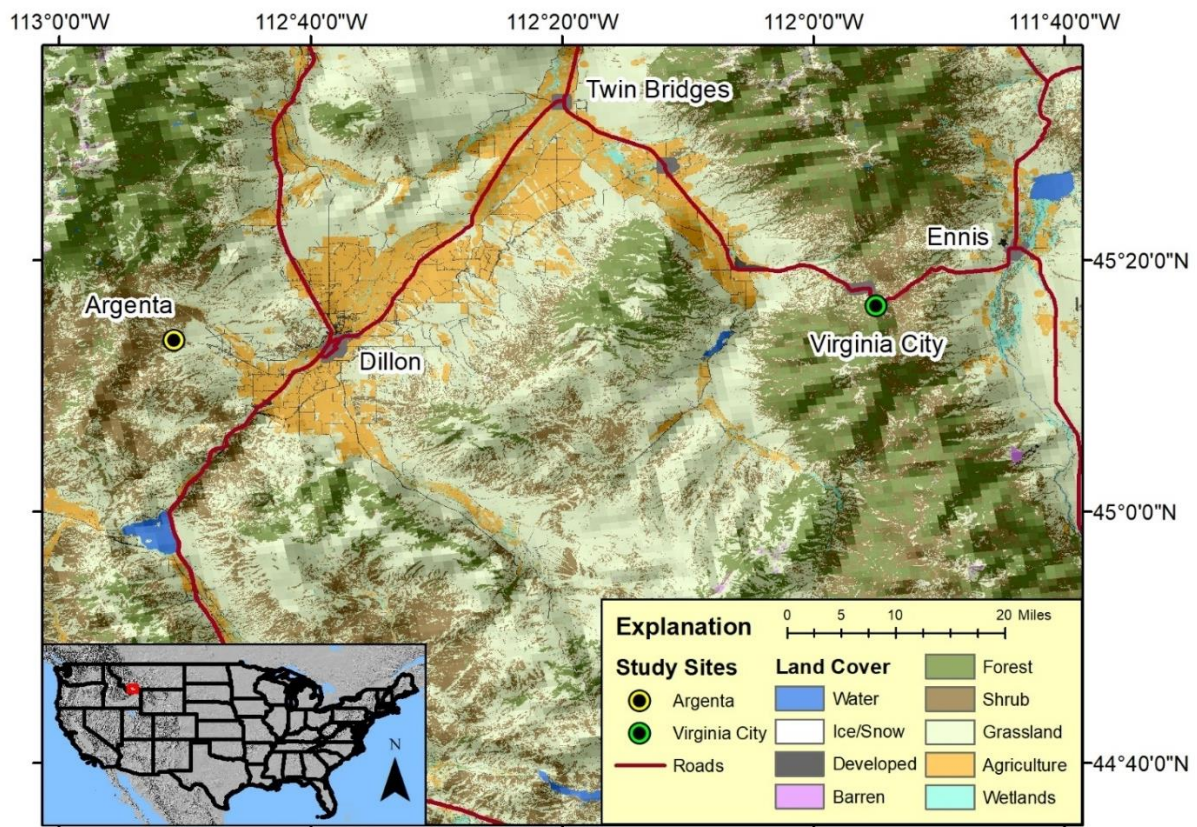 113°0'0"W
112°40'0"W
112°20'0"W
112°0'0"W
111°40'0"W
Twin Bridges
Ennis
45°20'0"N
Argenta
Virginia City
Dillon
45°0'0"N
Explanation
0 5 10 20 Miles
Study Sites
Argenta
Virginia City
Roads
Land Cover
Water
Ice/Snow
Developed
Barren
Forest
Shrub
Grassland
Agriculture
Wetlands
N
44°40'0"N